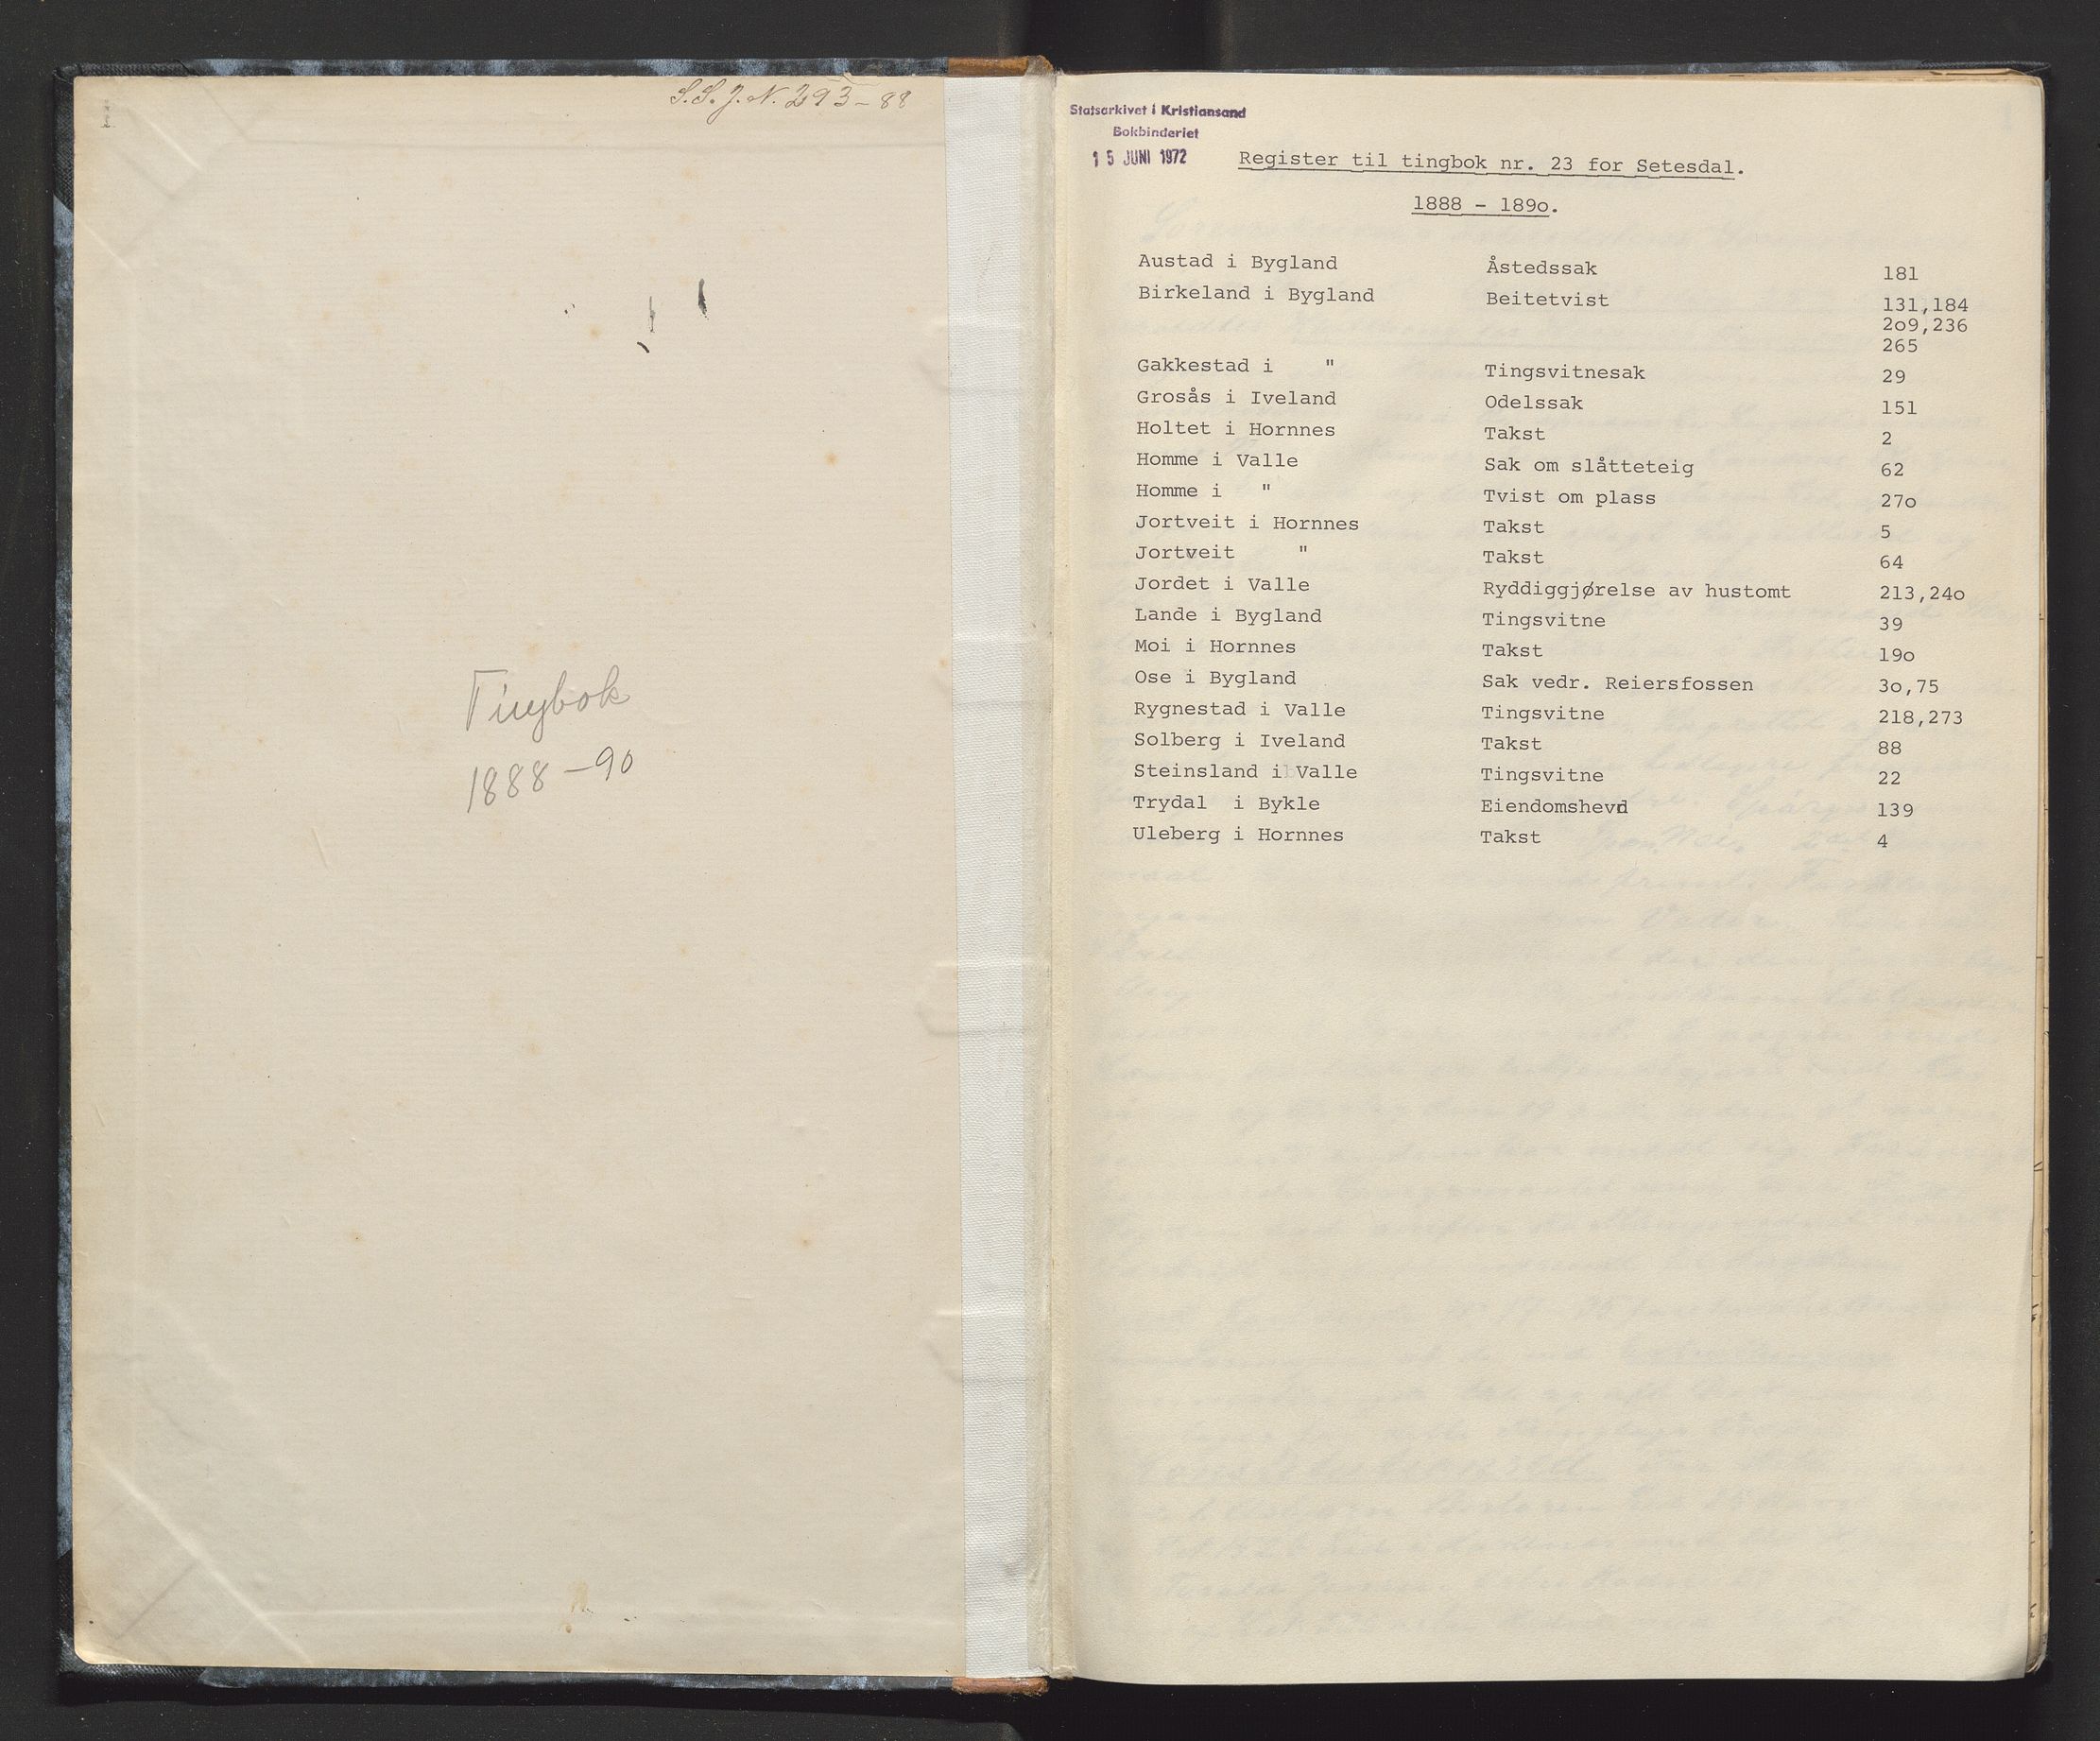 S.S. J.N. 293-88
Tingbok
1888-90
Statsarkivet i Kristiansand
Bokbinderiet
15 JUNI 1972
Register til tingbok nr. 23 for Setesdal.
1888 - 189o.
Austad i Bygland Åstedssak 181
Birkeland i Bygland Beitetvist 131,184
2o9,236
265
Gakkestad i " Tingsvitnesak 29
Grosås i Iveland Odelssak 151
Holtet i Hornnes Takst 2
Homme i Valle Sak om slåtteteig 62
Homme i " Tvist om plass 27o
Jortveit i Hornnes Takst 5
Jortveit " Takst 64
Jordet i Valle Ryddiggjørelse av hustomt 213,24o
Lande i Bygland Tingsvitne 39
Moi i Hornnes Takst 19o
Ose i Bygland Sak vedr. Reiersfossen 3o,75
Rygnestad i Valle Tingsvitne 218,273
Solberg i Iveland Takst 88
Steinsland i Valle Tingsvitne 22
Trydal i Bykle Eiendomshevd 139
Uleberg i Hornnes Takst 4